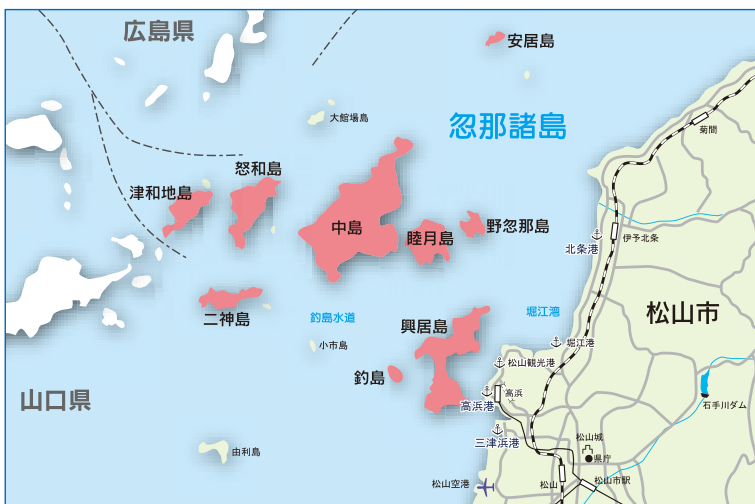 広島県
安居島
大館場島
忽那諸島
菊間
怒和島
津和地島
中島
睦月島
野忽那島
北条港
伊予北条
二神島
釣島水道
興居島
堀江湾
松山市
小市島
堀江港
松山観光港
釣島
高浜
高浜港
山口県
石手川ダム
三津浜港
松山城
県庁
由利島
松山空港
松山
松山市駅